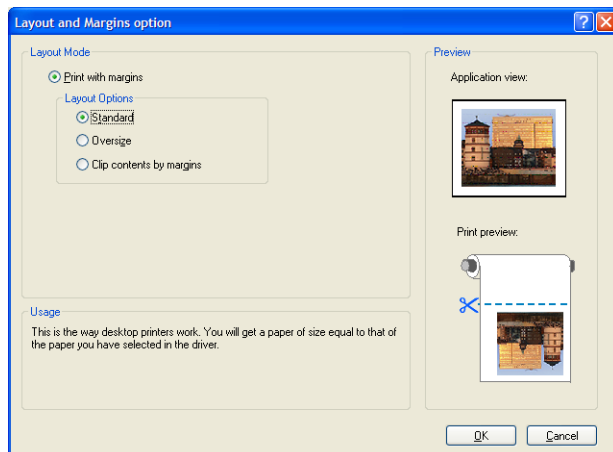 Layout and Margins option
Layout Mode
Print with margins
Layout Options
Standard
Oversize
Clip contents by margins
Usage
This is the way desktop printers work. You will get a paper of size equal to that of
the paper you have selected in the driver.
Preview
Application view:
Print preview:
OK
Cancel